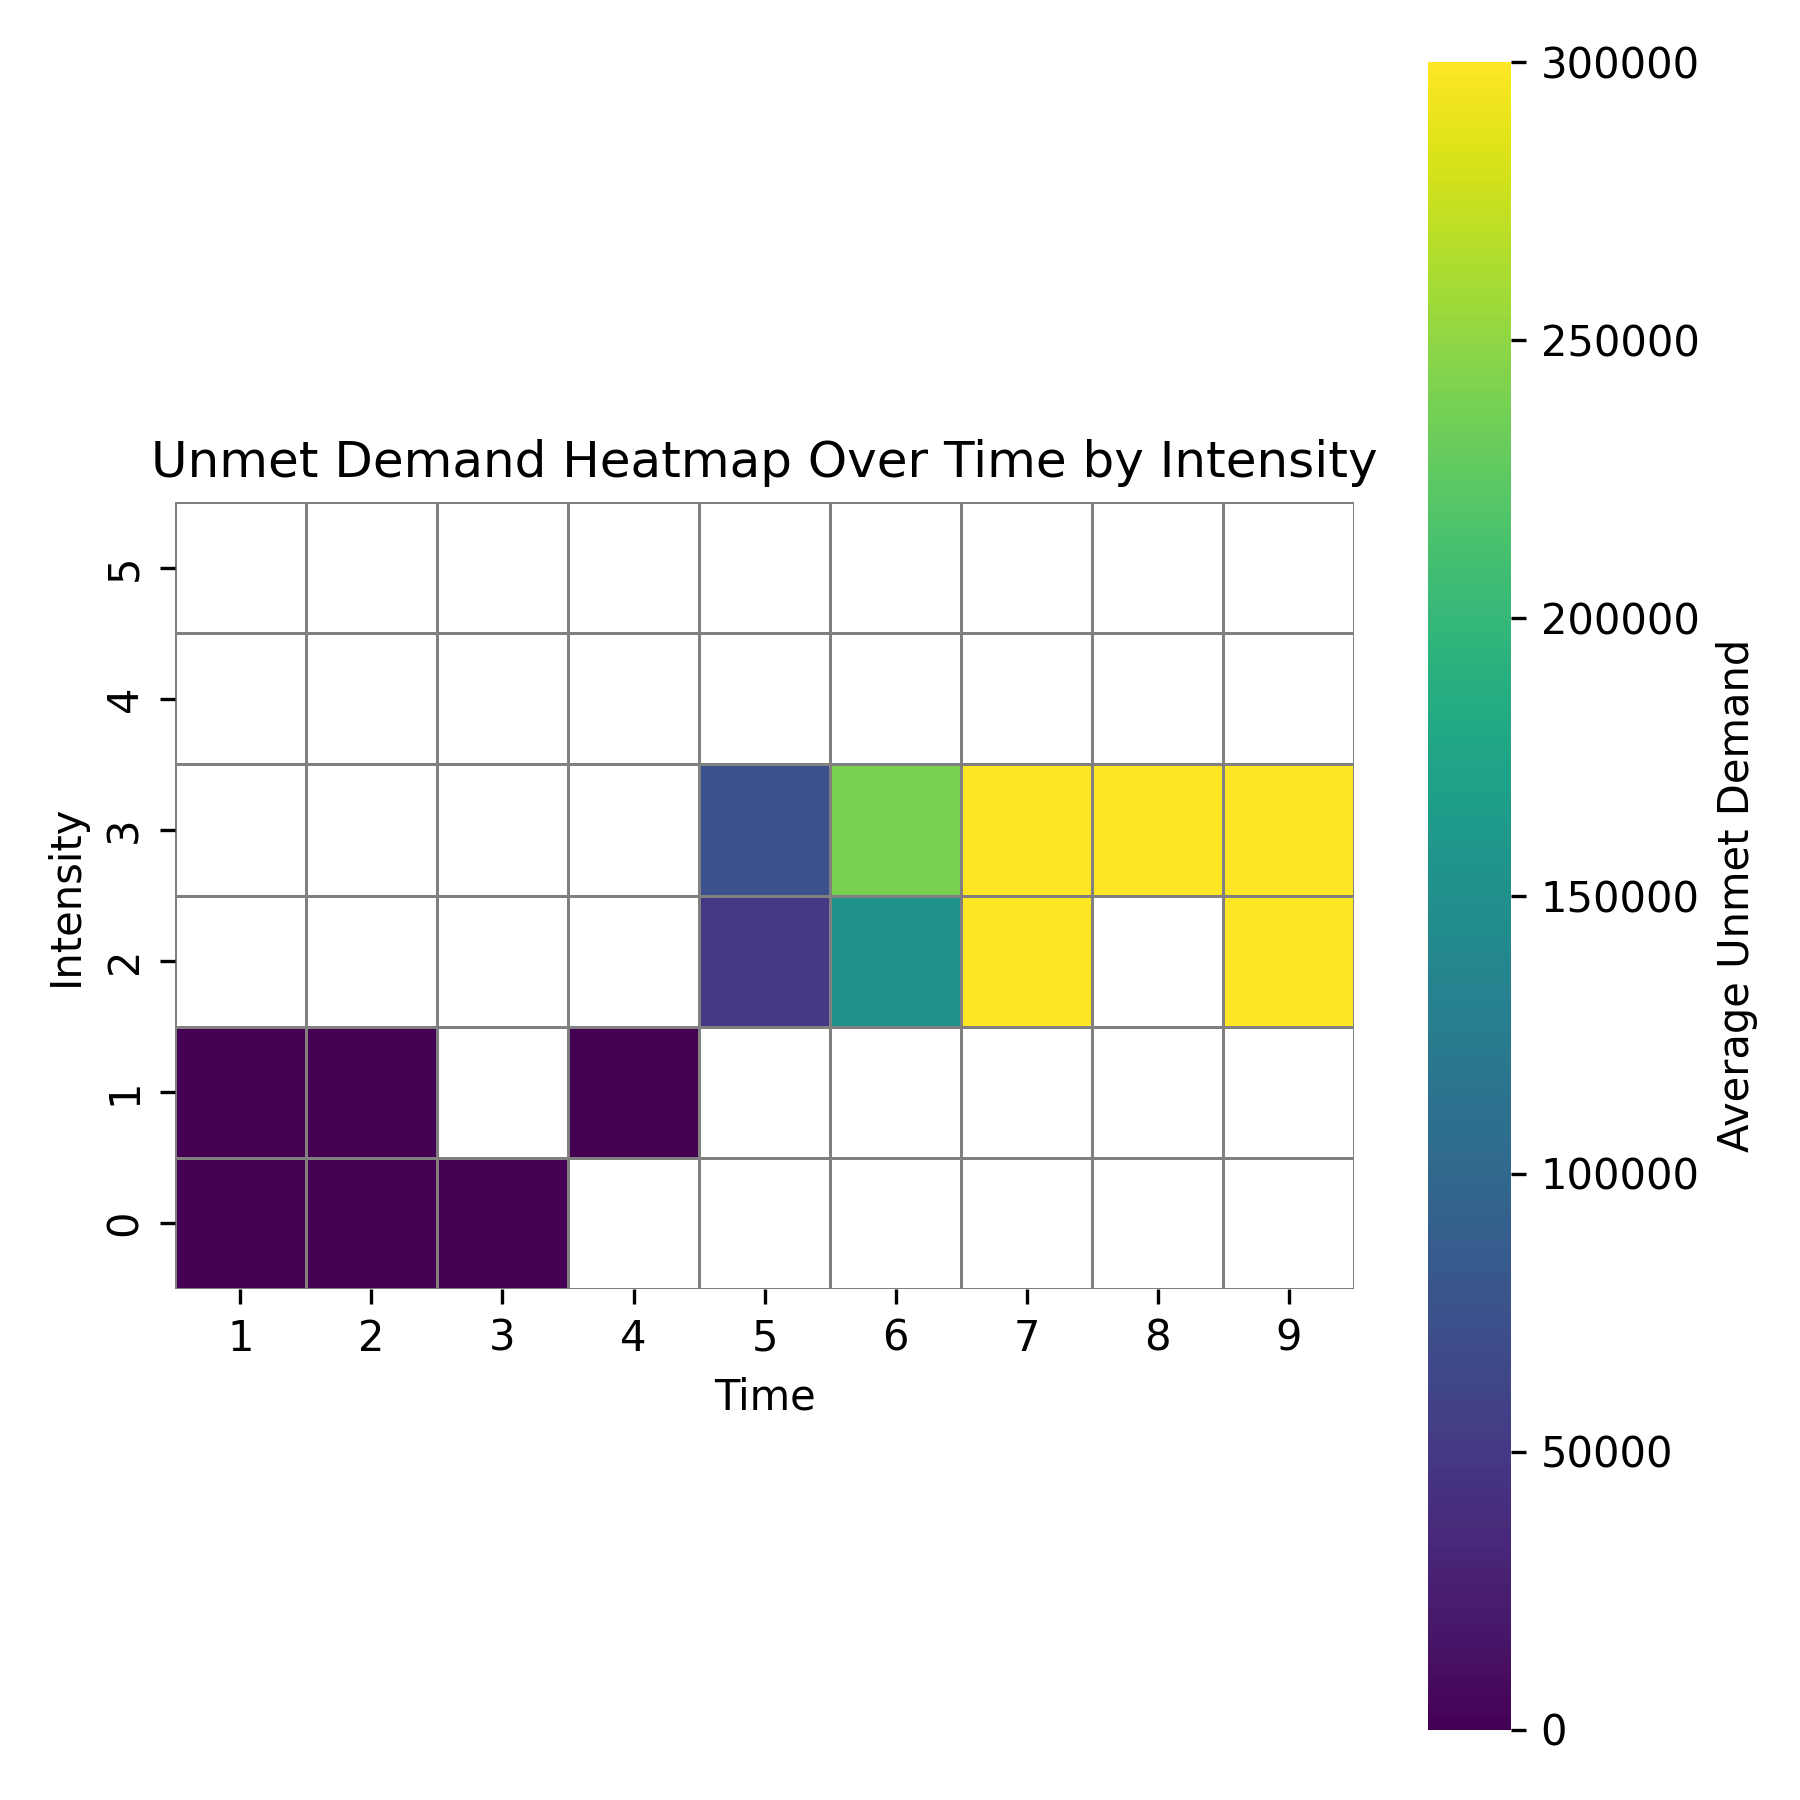 Unmet Demand Heatmap Over Time by Intensity
Intensity
5
4
3
2
1
0
1 2 3 4 5 6 7 8 9
Time
300000
250000
200000
150000
100000
50000
0
Average Unmet Demand